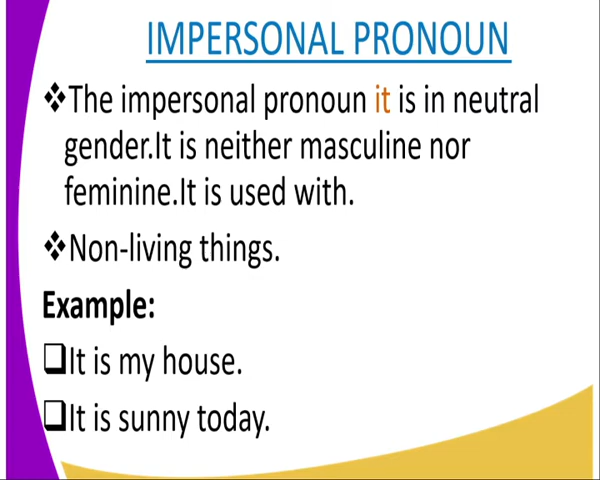 IMPERSONAL PRONOUN
❖The impersonal pronoun it is in neutral
gender.It is neither masculine nor
feminine.It is used with.
❖Non-living things.
Example:
❑It is my house.
❑It is sunny today.